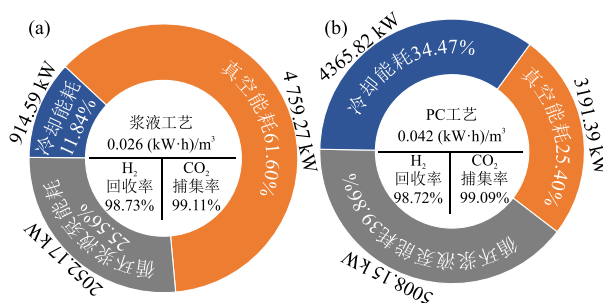 (a)
914.59 kW
冷却能耗
11.84%
真空能耗61.60%
4 759.27 kW
循环浆液泵能耗
25.56%
2052.17 kW
浆液工艺
0.026 (kW·h)/m³
H₂
回收率
98.73%
CO₂
捕集率
99.11%
(b)
4365.82 kW
冷却能耗34.47%
真空能耗25.40%
3191.39 kW
循环浆液泵能耗39.86%
5008.15 kW
PC工艺
0.042 (kW·h)/m³
H₂
回收率
98.72%
CO₂
捕集率
99.09%